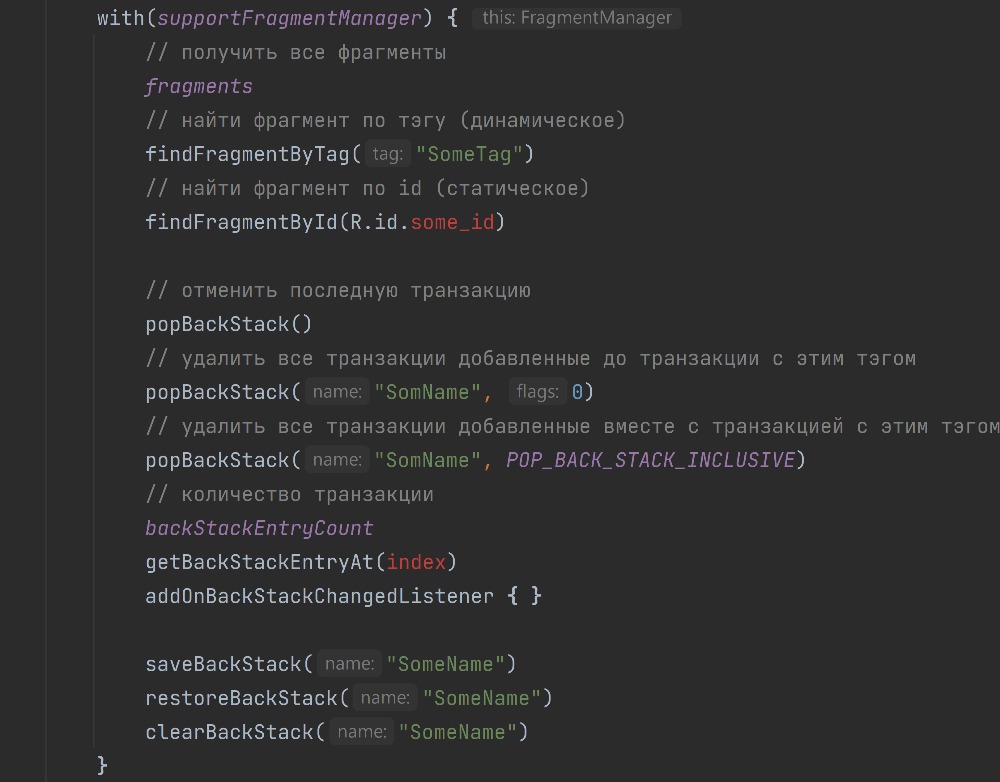 with(supportFragmentManager) { this: FragmentManager
// получить все фрагменты
fragments
// найти фрагмент по тэгу (динамическое)
findFragmentByTag( tag: "SomeTag")
// найти фрагмент по id (статическое)
findFragmentById(R.id.some_id)
// отменить последную транзакцию
popBackStack()
// удалить все транзакции добавленные до транзакции с этим тэгом
popBackStack( name: "SomName", flags: 0)
// удалить все транзакции добавленные вместе с транзакцией с этим тэгом
popBackStack( name: "SomName", POP_BACK_STACK_INCLUSIVE)
// количество транзакции
backStackEntryCount
getBackStackEntryAt(index)
addOnBackStackChangedListener { }
saveBackStack( name: "SomeName")
restoreBackStack( name: "SomeName")
clearBackStack( name: "SomeName")
}